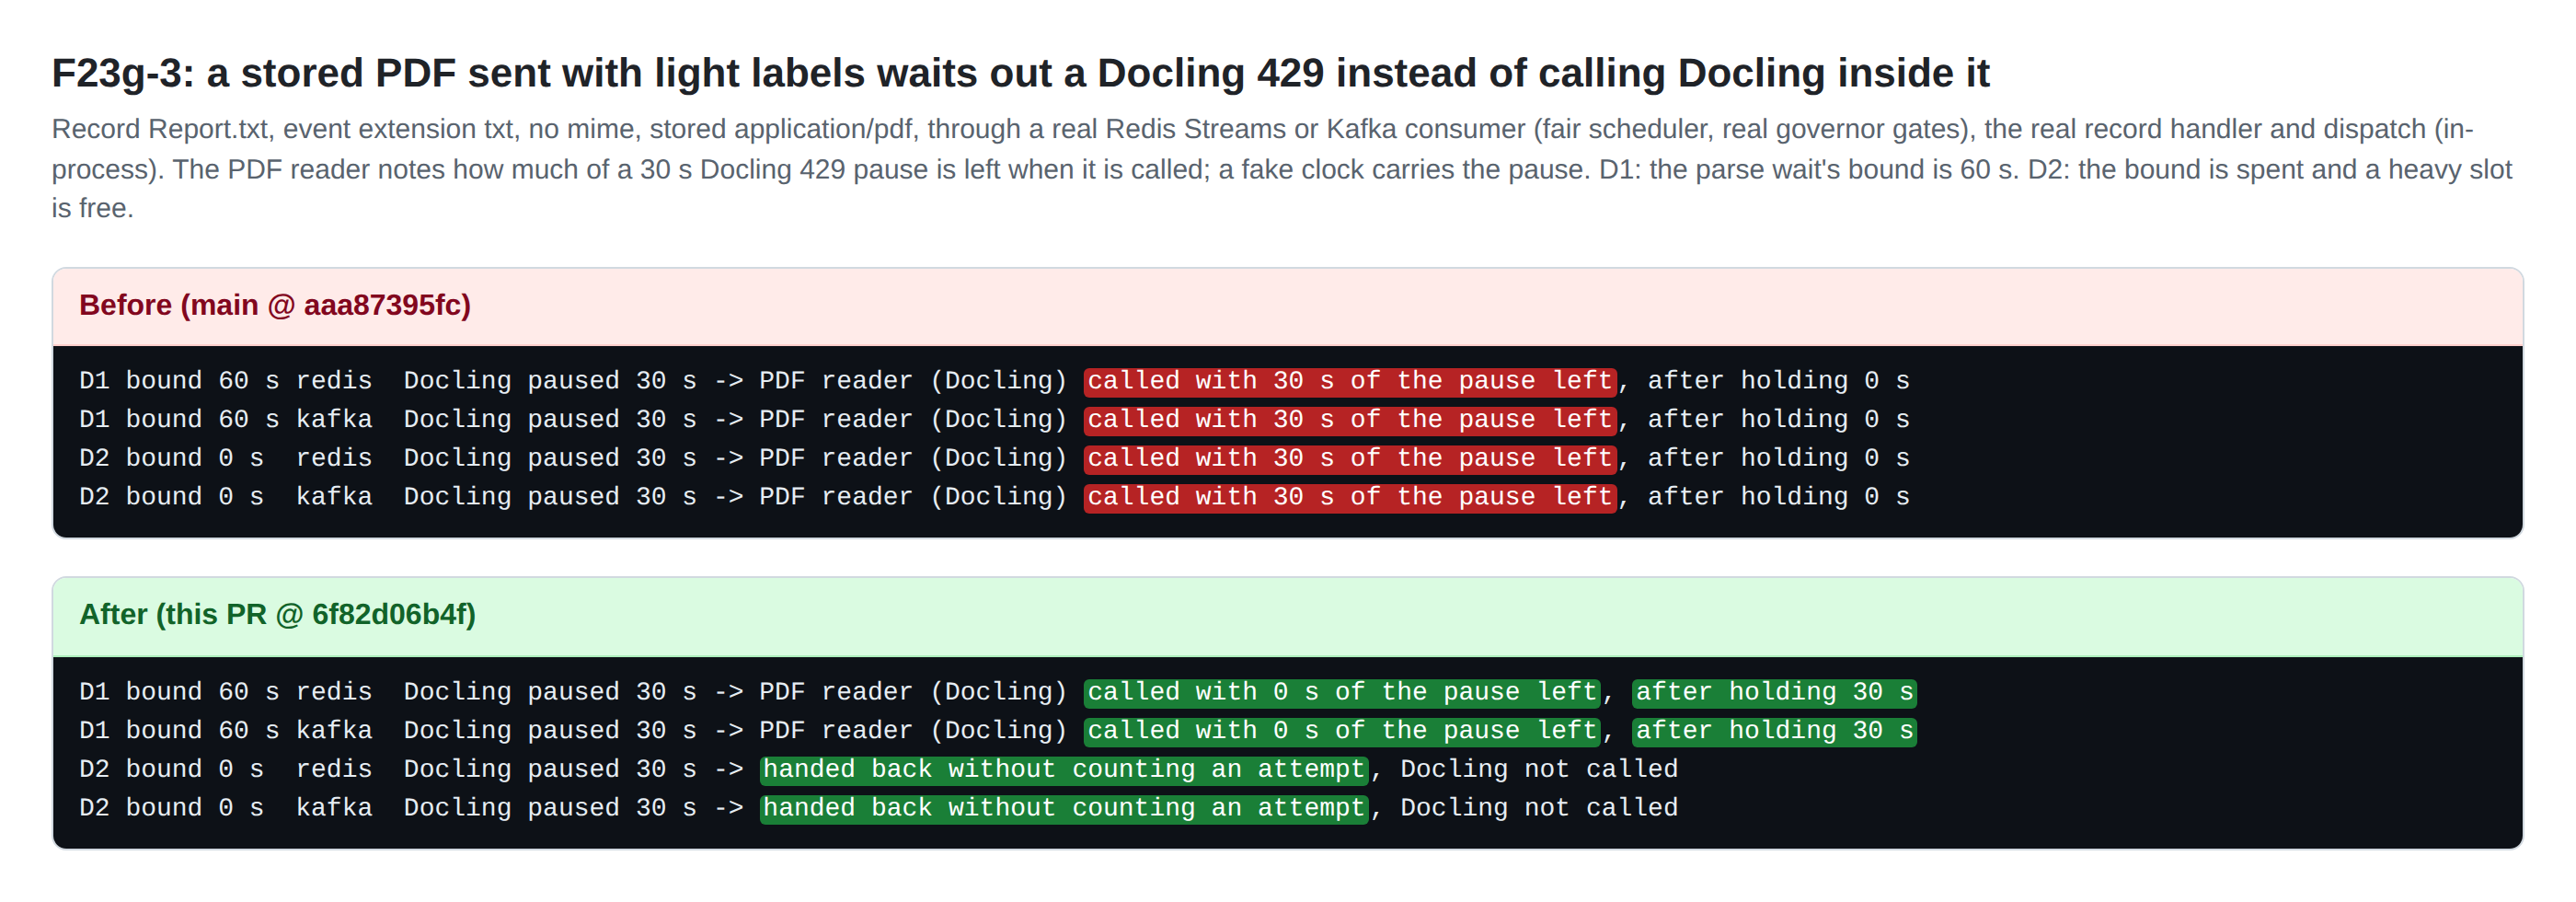 F23g-3: a stored PDF sent with light labels waits out a Docling 429 instead of calling Docling inside it
Record Report.txt, event extension txt, no mime, stored application/pdf, through a real Redis Streams or Kafka consumer (fair scheduler, real governor gates), the real record handler and dispatch (in-
process). The PDF reader notes how much of a 30 s Docling 429 pause is left when it is called; a fake clock carries the pause. D1: the parse wait's bound is 60 s. D2: the bound is spent and a heavy slot
is free.
Before (main @ aaa87395fc)
D1 bound 60 s redis  Docling paused 30 s -> PDF reader (Docling) called with 30 s of the pause left, after holding 0 s
D1 bound 60 s kafka  Docling paused 30 s -> PDF reader (Docling) called with 30 s of the pause left, after holding 0 s
D2 bound 0 s  redis  Docling paused 30 s -> PDF reader (Docling) called with 30 s of the pause left, after holding 0 s
D2 bound 0 s  kafka  Docling paused 30 s -> PDF reader (Docling) called with 30 s of the pause left, after holding 0 s
After (this PR @ 6f82d06b4f)
D1 bound 60 s redis  Docling paused 30 s -> PDF reader (Docling) called with 0 s of the pause left, after holding 30 s
D1 bound 60 s kafka  Docling paused 30 s -> PDF reader (Docling) called with 0 s of the pause left, after holding 30 s
D2 bound 0 s  redis  Docling paused 30 s -> handed back without counting an attempt, Docling not called
D2 bound 0 s  kafka  Docling paused 30 s -> handed back without counting an attempt, Docling not called